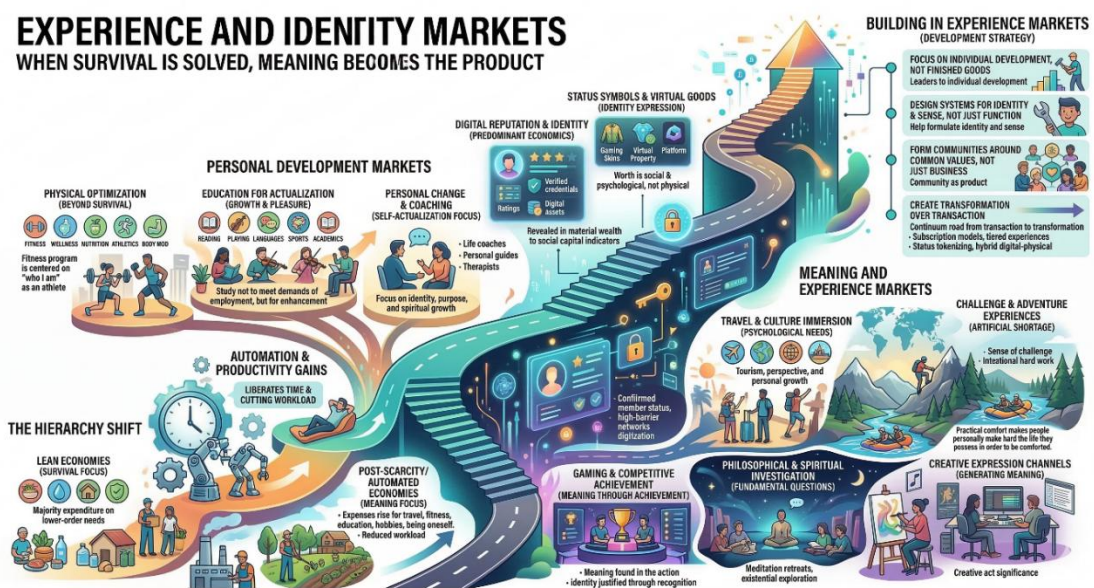 EXPERIENCE AND IDENTITY MARKETS
WHEN SURVIVAL IS SOLVED, MEANING BECOMES THE PRODUCT
THE HIERARCHY SHIFT
LEAN ECONOMIES
(SURVIVAL FOCUS)
Majority expenditure on
lower-order needs
AUTOMATION &
PRODUCTIVITY GAINS
LIBERATES TIME &
CUTTING WORKLOAD
POST-SCARCITY/
AUTOMATED
ECONOMIES
(MEANING FOCUS)
• Expenses rise for travel, fitness,
education, hobbies, being oneself.
• Reduced workload
PERSONAL DEVELOPMENT MARKETS
PHYSICAL OPTIMIZATION
(BEYOND SURVIVAL)
FITNESS
WELLNESS
NUTRITION
ATHLETICS
BODY MOD
Fitness program
is centered on
"who I am"
as an athlete
EDUCATION FOR ACTUALIZATION
(GROWTH & PLEASURE)
READING
PLAYING
LANGUAGES
SPORTS
ACADEMICS
Study not to meet demands of
employment, but for enhancement
PERSONAL CHANGE
& COACHING
(SELF-ACTUALIZATION FOCUS)
• Life coaches
• Personal guides
• Therapists
Focus on identity, purpose,
and spiritual growth
DIGITAL REPUTATION & IDENTITY
(PREDOMINANT ECONOMICS)
Verified
credentials
Ratings
Digital
assets
Revealed in material wealth
to social capital indicators
STATUS SYMBOLS & VIRTUAL GOODS
(IDENTITY EXPRESSION)
Gaming
Skins
Virtual
Property
Platform
Worth is social &
psychological, not physical
• Confiirmed
member status,
high-barrier
networks
digitization
BUILDING IN EXPERIENCE MARKETS
(DEVELOPMENT STRATEGY)
FOCUS ON INDIVIDUAL DEVELOPMENT,
NOT FINISHED GOODS
Leaders to individual development
DESIGN SYSTEMS FOR IDENTITY
& SENSE, NOT JUST FUNCTION
Help formulate identity and sense
FORM COMMUNITIES AROUND
COMMON VALUES, NOT
JUST BUSINESS
Community as product
CREATE TRANSFORMATION
OVER TRANSACTION
Continuum road from transaction to transformation
• Subscription models, tiered experiences
• Status tokenizing, hybrid digital-physical
MEANING AND
EXPERIENCE MARKETS
TRAVEL & CULTURE IMMERSION
(PSYCHOLOGICAL NEEDS)
Tourism, perspective, and
personal growth
CHALLENGE & ADVENTURE
EXPERIENCES
(ARTIFICIAL SHORTAGE)
• Sense of challenge
• Inteational hard work
Practical comfort makes people
personally make hard the life they
possess in order to be comforted.
GAMING & COMPETITIVE
ACHIEVEMENT
(MEANING THROUGH ACHIEVEMENT)
• Meaning found in the action
• identity justified through recognition
PHILOSOPHICAL & SPIRITUAL
INVESTIGATION
(FUNDAMENTAL QUESTIONS)
Meditation retreats,
existential exploration
CREATIVE EXPRESSION CHANNELS
(GENERATING MEANING)
Creative act significance